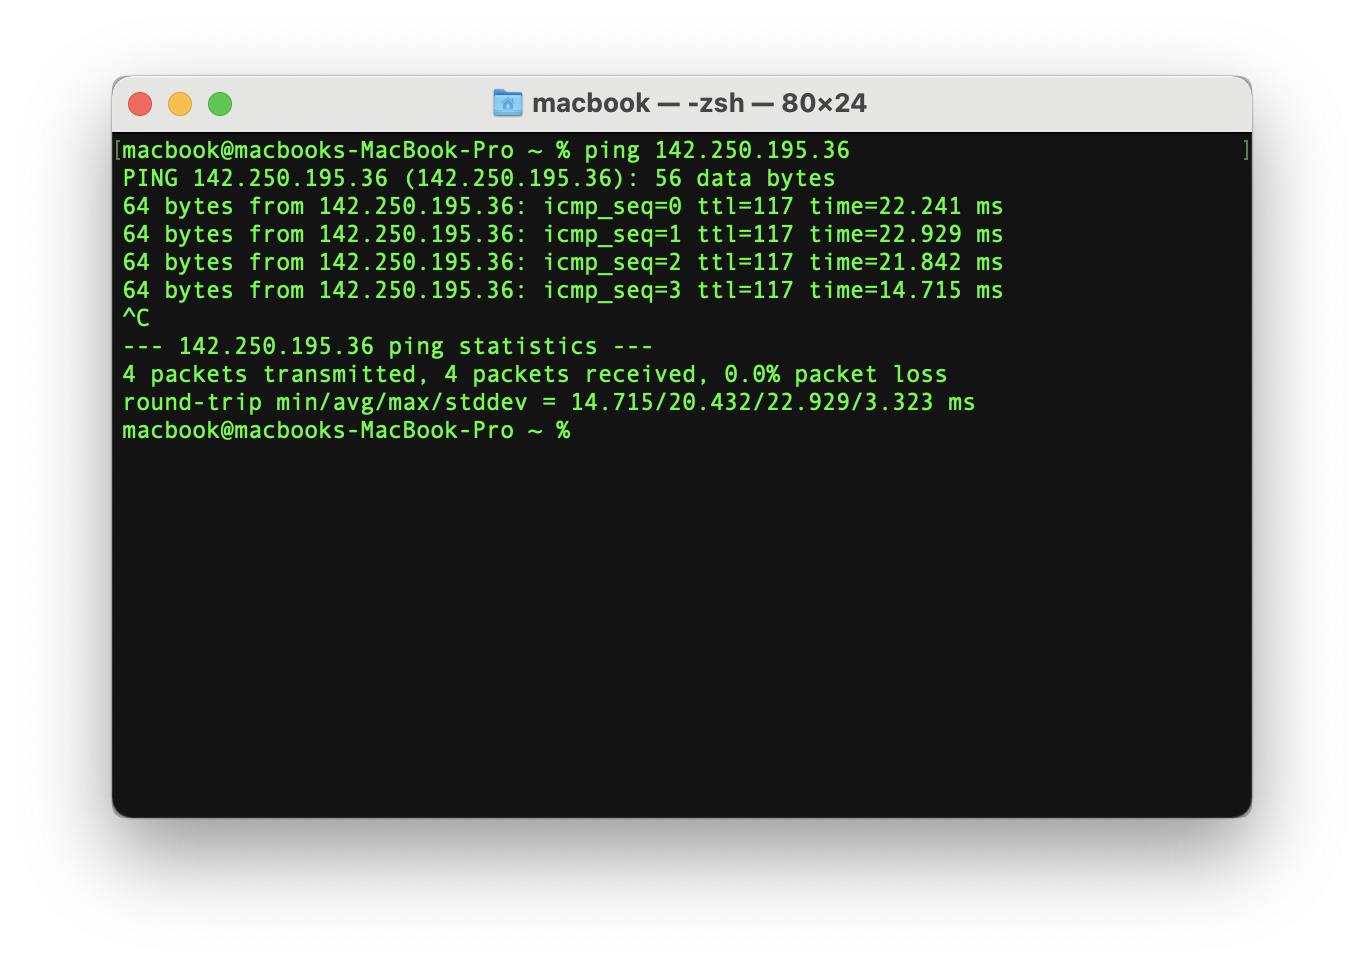 macbook — -zsh — 80×24
[macbook@macbooks-MacBook-Pro ~ % ping 142.250.195.36 ]
PING 142.250.195.36 (142.250.195.36): 56 data bytes
64 bytes from 142.250.195.36: icmp_seq=0 ttl=117 time=22.241 ms
64 bytes from 142.250.195.36: icmp_seq=1 ttl=117 time=22.929 ms
64 bytes from 142.250.195.36: icmp_seq=2 ttl=117 time=21.842 ms
64 bytes from 142.250.195.36: icmp_seq=3 ttl=117 time=14.715 ms
^C
--- 142.250.195.36 ping statistics ---
4 packets transmitted, 4 packets received, 0.0% packet loss
round-trip min/avg/max/stddev = 14.715/20.432/22.929/3.323 ms
macbook@macbooks-MacBook-Pro ~ %